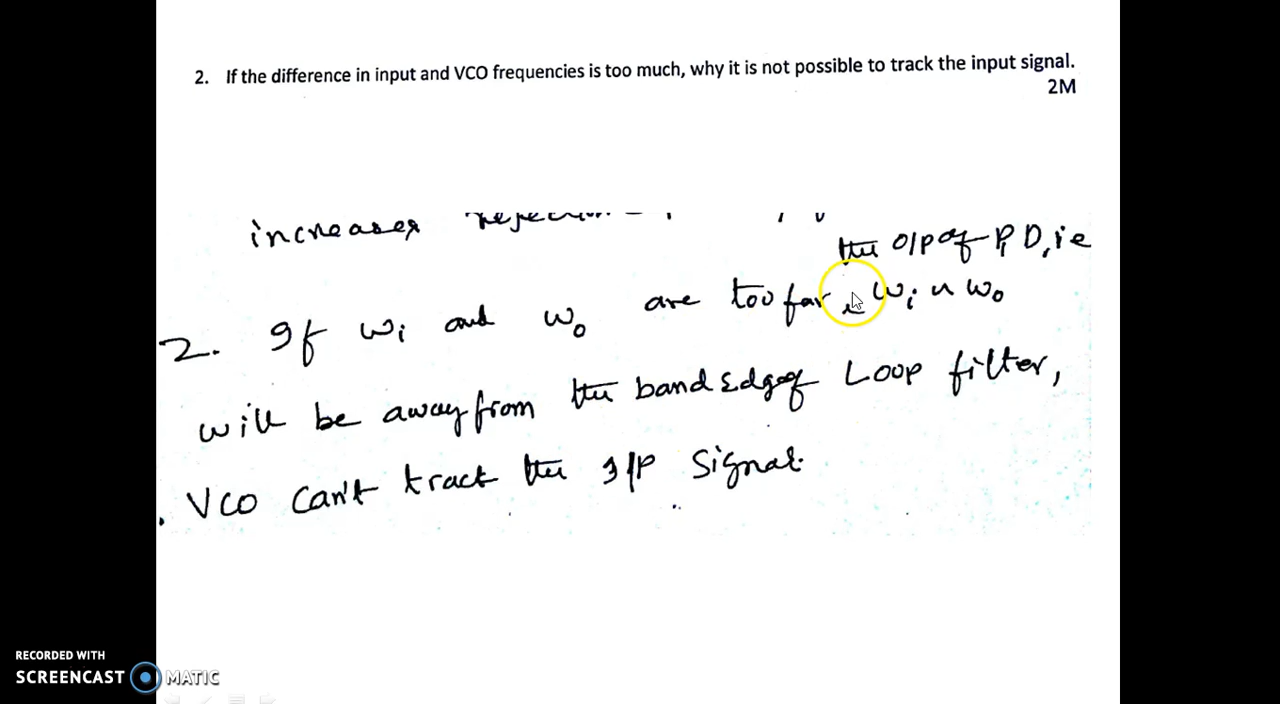 2. If the difference in input and VCO frequencies is too much, why it is not possible to track the input signal.
2M
increases
the O/P of PD, i.e
2. If ωi and ωo are too far, ωi ~ ωo
will be away from the band Edge of Loop filter,
VCO can't tract the I/P Signal.
RECORDED WITH
SCREENCAST MATIC